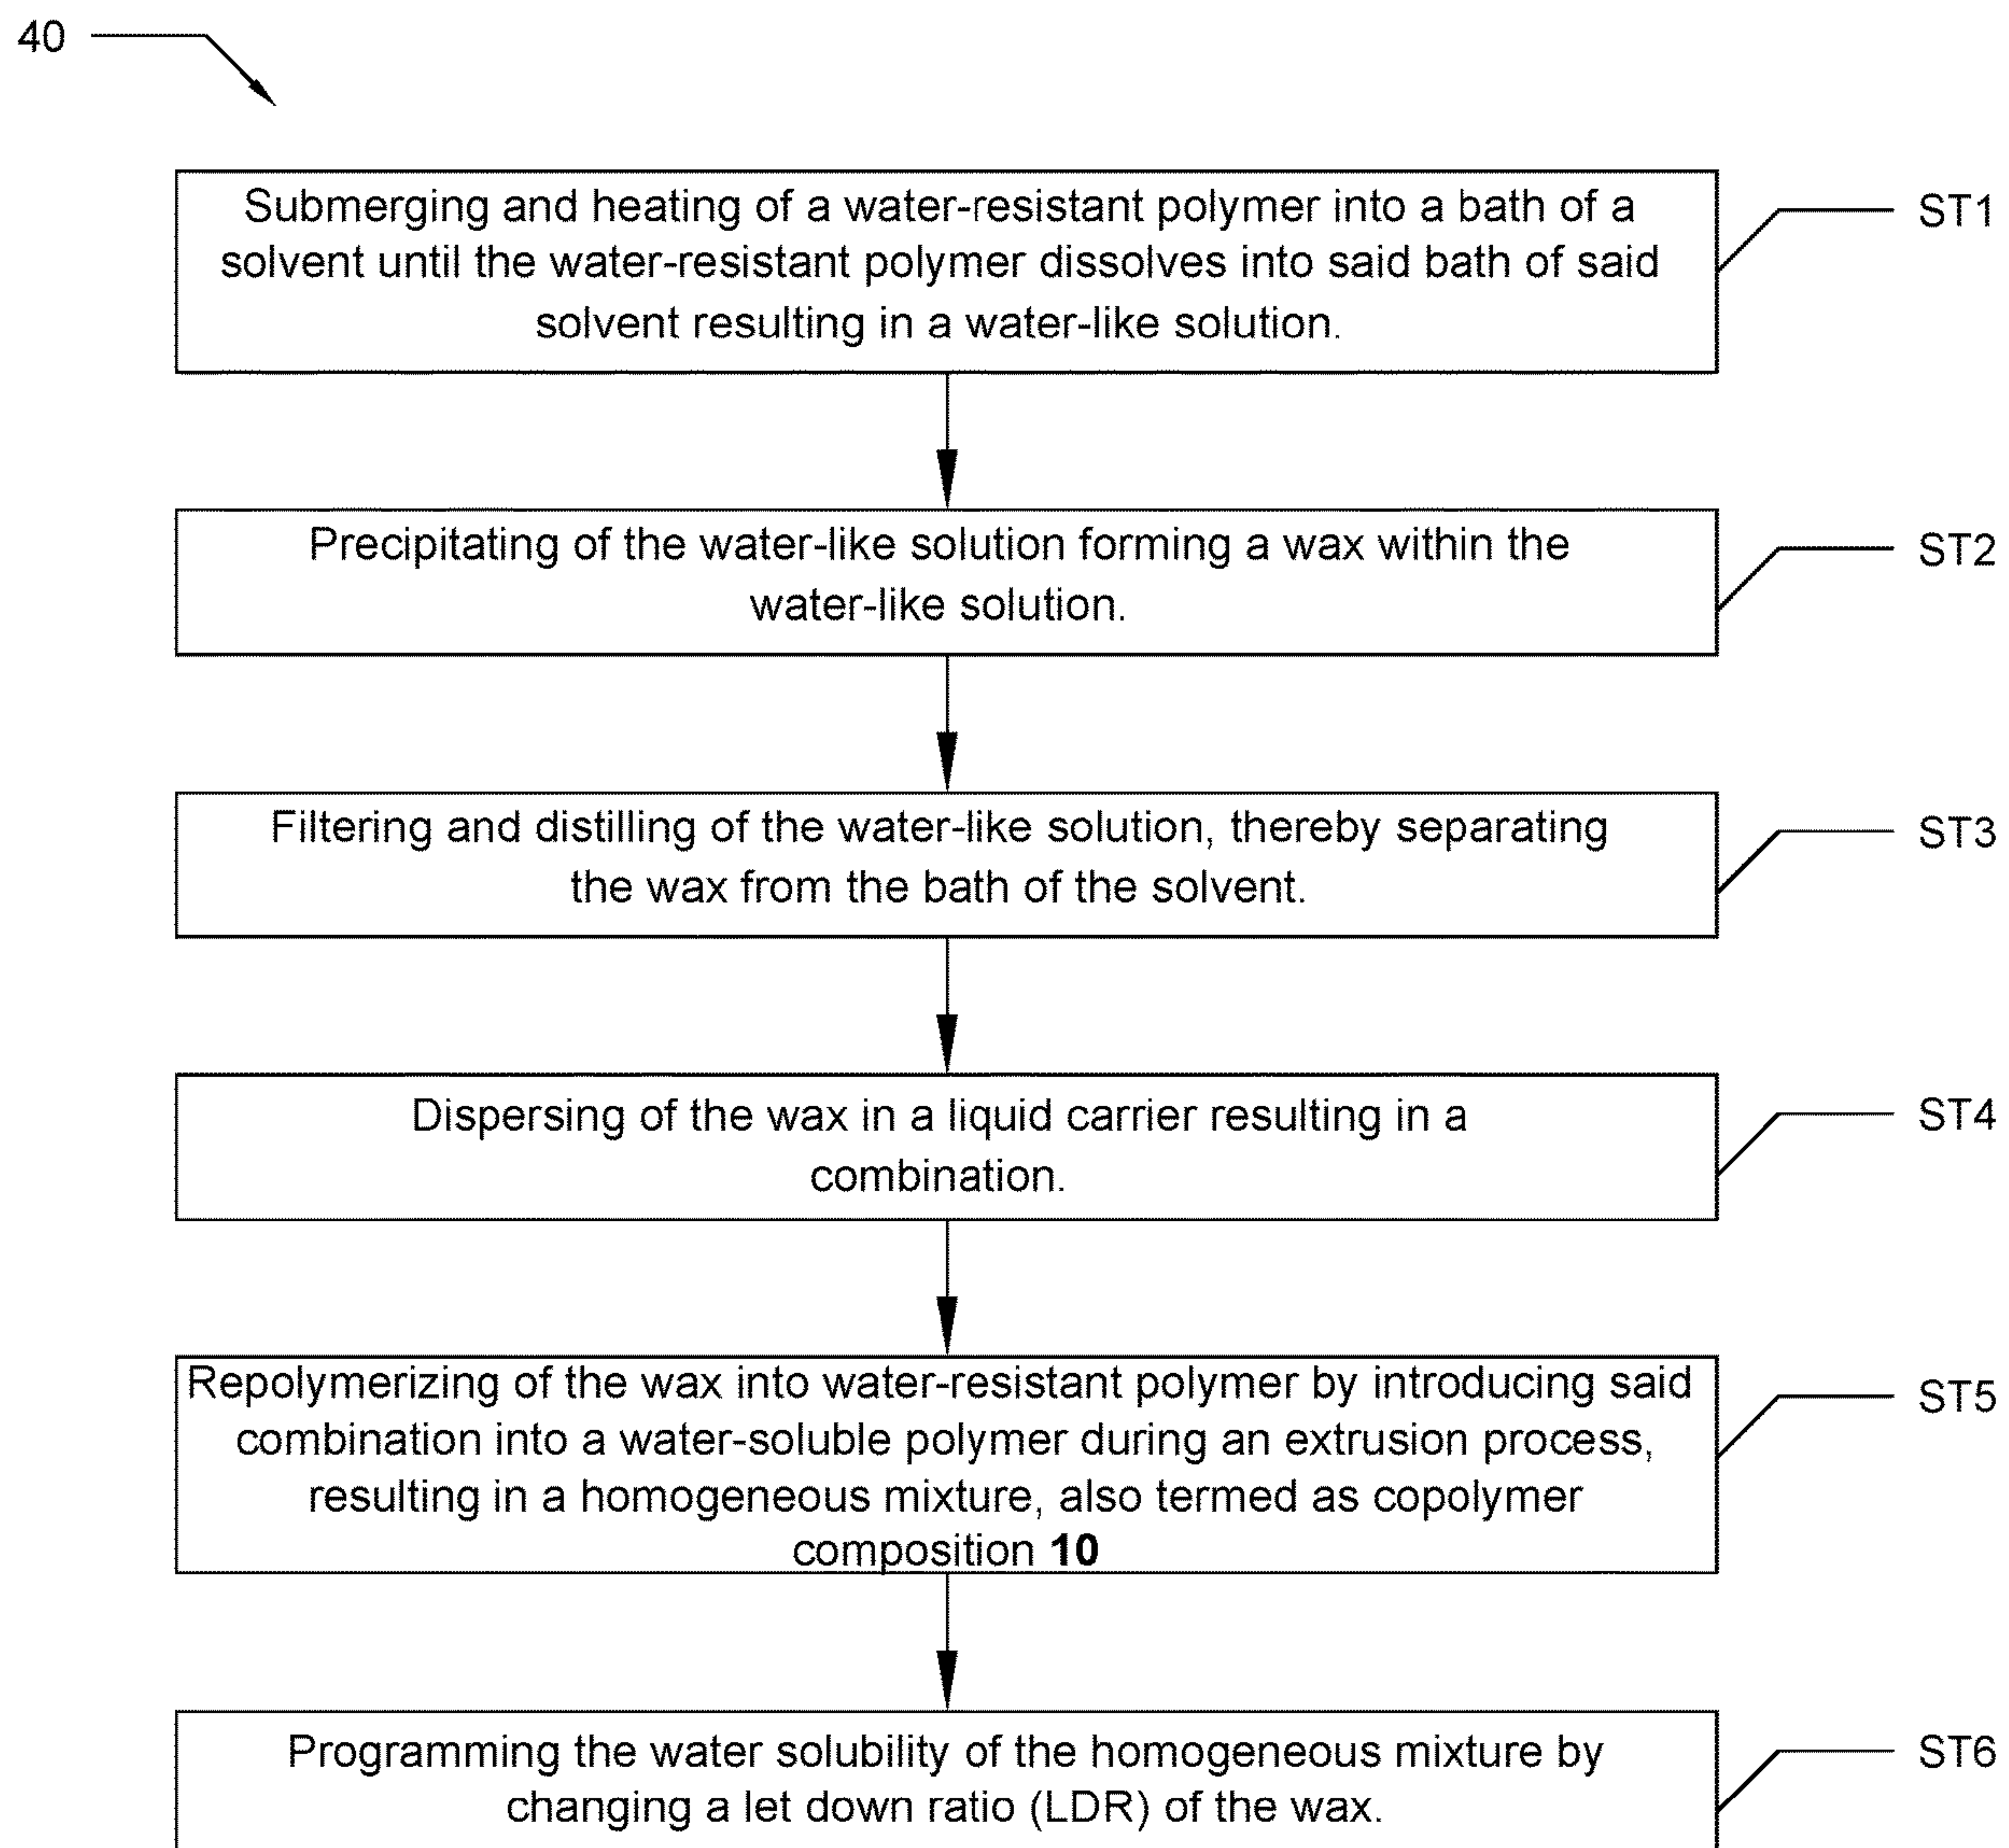 40
Submerging and heating of a water-resistant polymer into a bath of a
solvent until the water-resistant polymer dissolves into said bath of said
solvent resulting in a water-like solution.
ST1
Precipitating of the water-like solution forming a wax within the
water-like solution.
ST2
Filtering and distilling of the water-like solution, thereby separating
the wax from the bath of the solvent.
ST3
Dispersing of the wax in a liquid carrier resulting in a
combination.
ST4
Repolymerizing of the wax into water-resistant polymer by introducing said
combination into a water-soluble polymer during an extrusion process,
resulting in a homogeneous mixture, also termed as copolymer
composition 10
ST5
Programming the water solubility of the homogeneous mixture by
changing a let down ratio (LDR) of the wax.
ST6